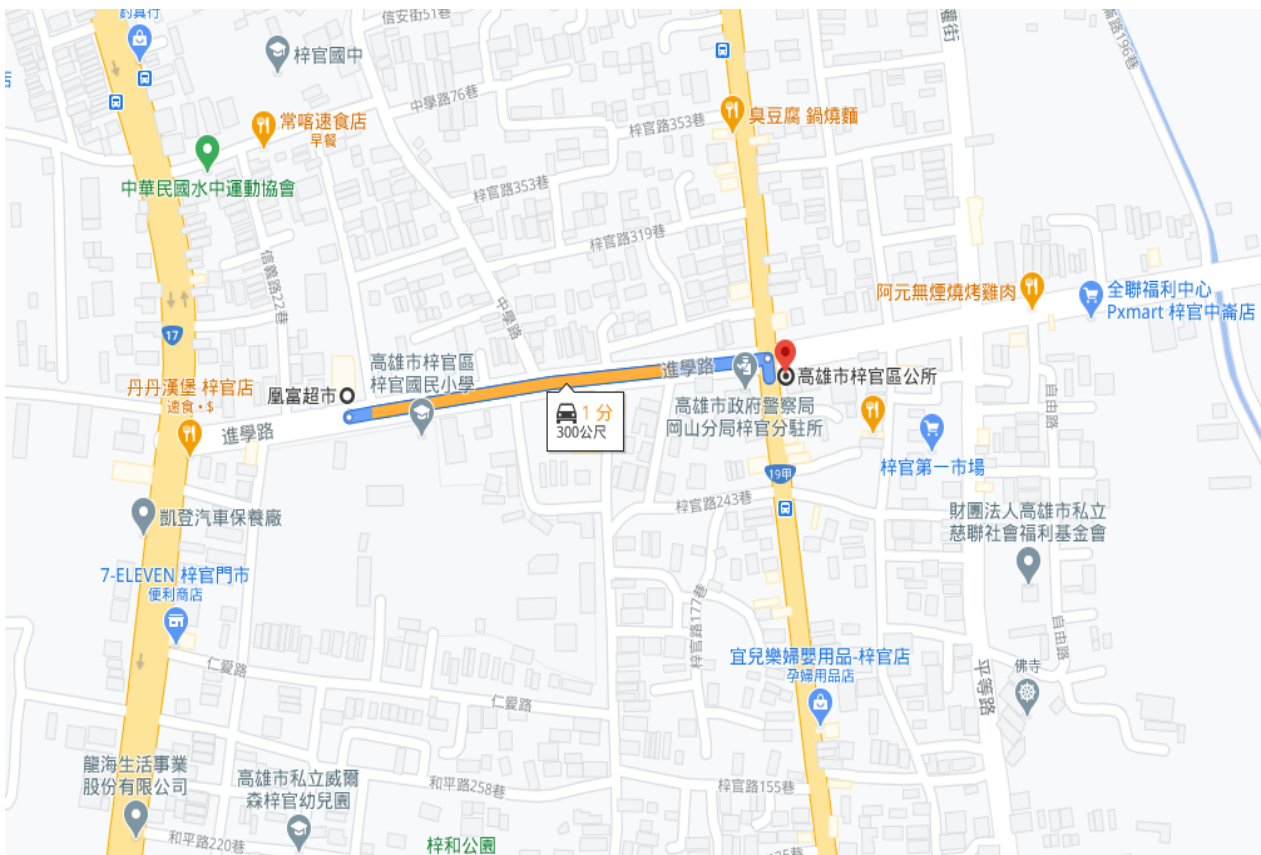 釣具行
信安街51巷
梓官國中
中學路76巷
梓官路353巷
臭豆腐 鍋燒麵
常喀速食店
早餐
中華民國水中運動協會
梓官路353巷
梓官路319巷
信義路22巷
中學路
阿元無煙燒烤雞肉
全聯福利中心
Pxmart 梓官中崙店
17
高雄市梓官區
梓官國民小學
進學路
高雄市梓官區公所
丹丹漢堡 梓官店
速食・$
凰富超市
1 分
300公尺
高雄市政府警察局
岡山分局梓官分駐所
自由路
進學路
梓官第一市場
19甲
梓官路243巷
凱登汽車保養廠
財團法人高雄市私立
慈聯社會福利基金會
7-ELEVEN 梓官門市
便利商店
梓官路177巷
自由路
宜兒樂婦嬰用品-梓官店
孕婦用品店
仁愛路
仁愛路
平等路
佛寺
龍海生活事業
股份有限公司
高雄市私立威爾
森梓官幼兒園
和平路258巷
梓官路155巷
和平路220巷
梓和公園